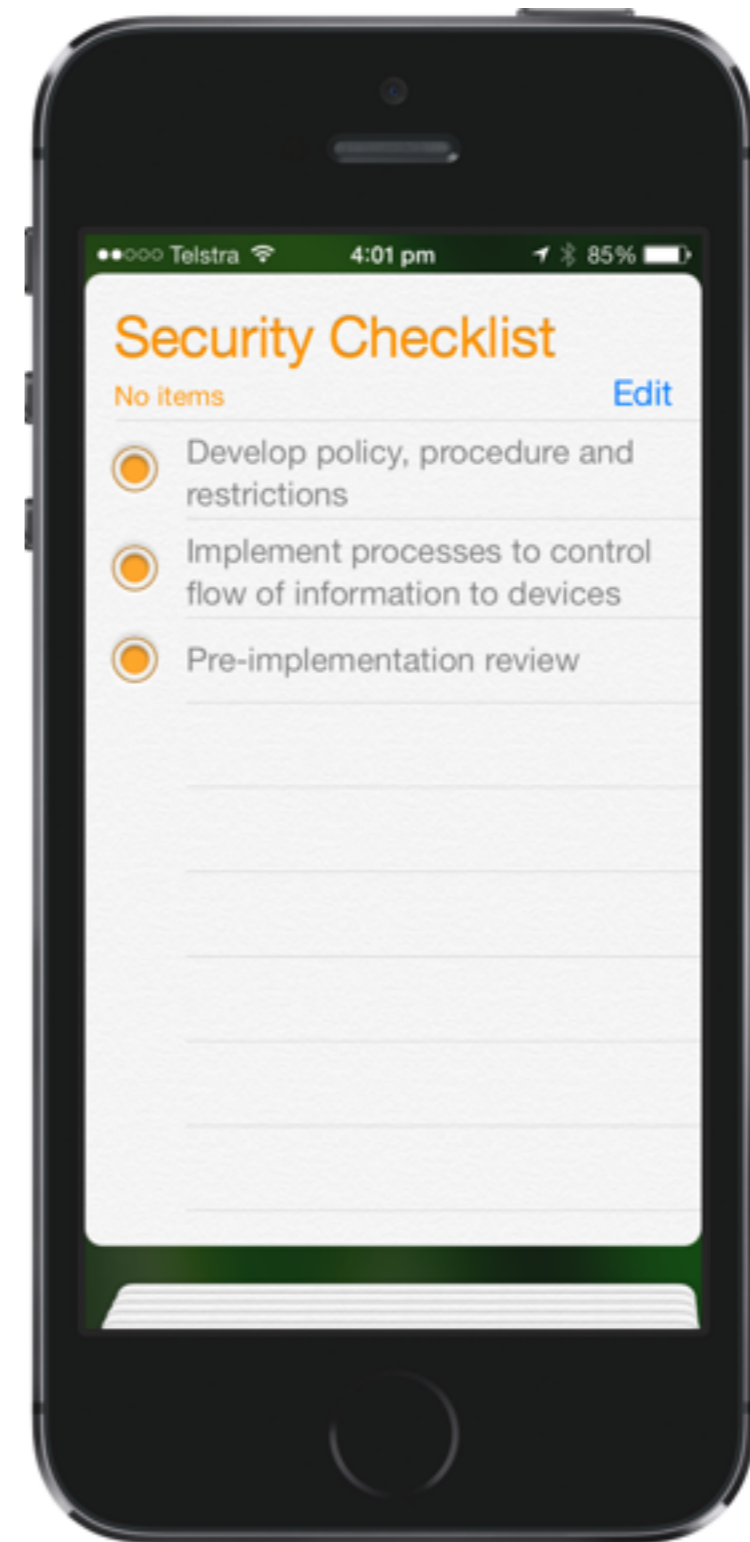 Telstra 4:01 pm 85%
Security Checklist
No items Edit
Develop policy, procedure and
restrictions
Implement processes to control
flow of information to devices
Pre-implementation review